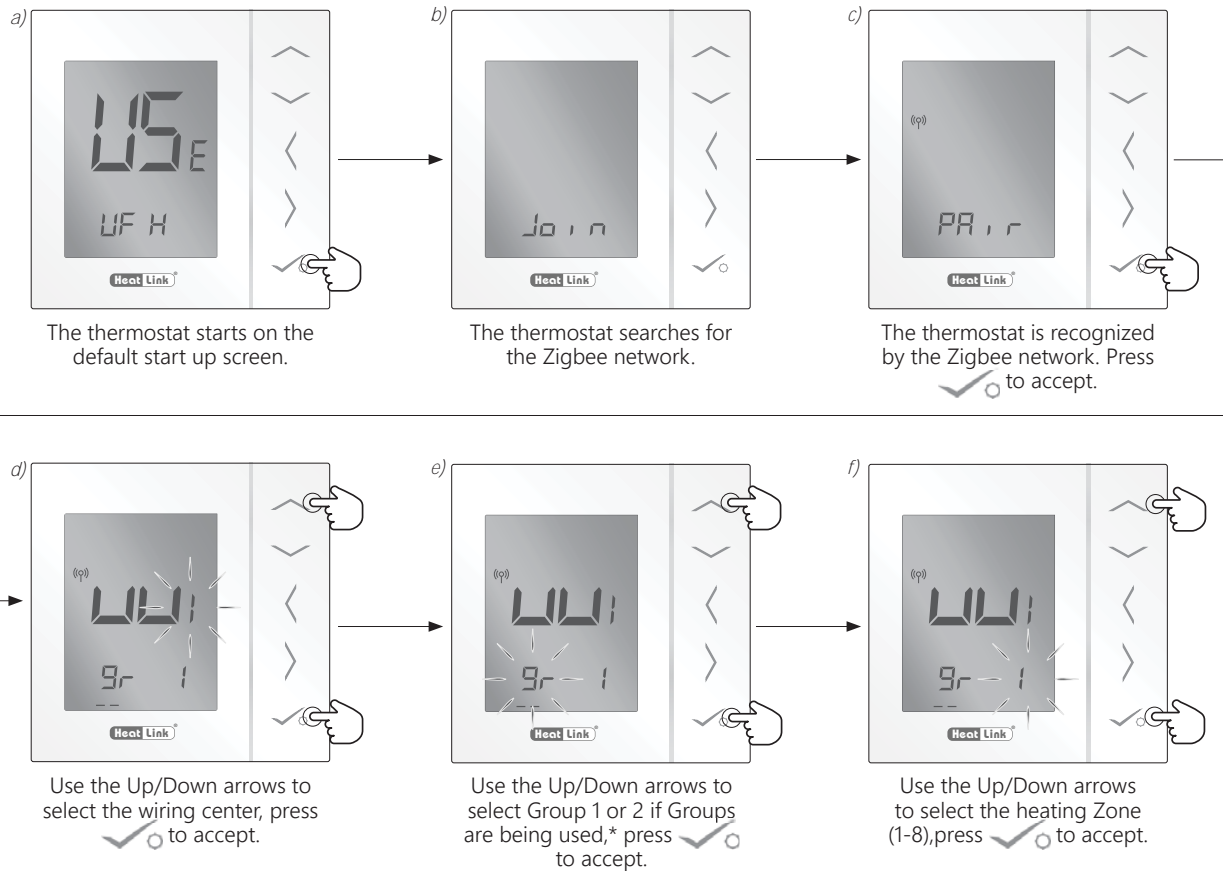 a)
USE
UFH
Heat Link®
The thermostat starts on the
default start up screen.
b)
Join
Heat Link®
The thermostat searches for
the Zigbee network.
c)
PAir
Heat Link®
The thermostat is recognized
by the Zigbee network. Press
to accept.
d)
UU1
gr 1
Heat Link®
Use the Up/Down arrows to
select the wiring center, press
to accept.
e)
UU1
gr 1
Heat Link®
Use the Up/Down arrows to
select Group 1 or 2 if Groups
are being used,* press
to accept.
f)
UU1
gr 1
Heat Link®
Use the Up/Down arrows
to select the heating Zone
(1-8),press to accept.